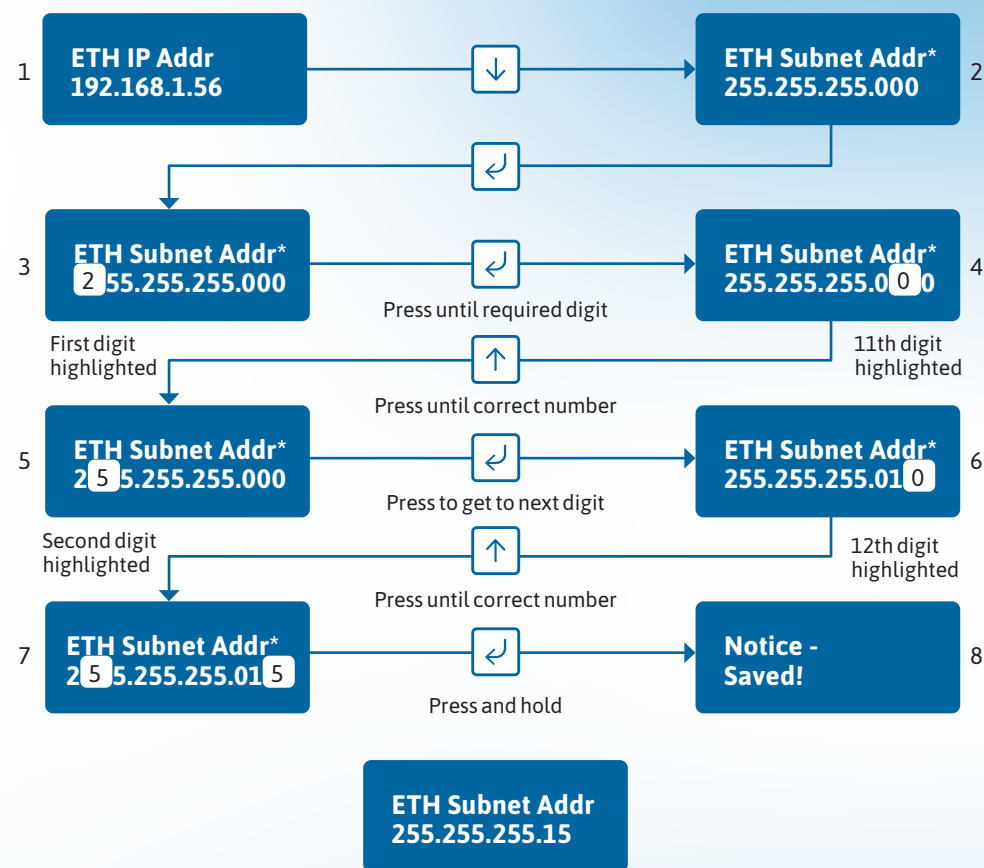 1
ETH IP Addr
192.168.1.56
ETH Subnet Addr*
255.255.255.000
2
3
ETH Subnet Addr*
255.255.255.000
First digit
highlighted
Press until required digit
ETH Subnet Addr*
255.255.255.000
4
11th digit
highlighted
Press until correct number
5
ETH Subnet Addr*
255.255.255.000
Second digit
highlighted
Press to get to next digit
ETH Subnet Addr*
255.255.255.010
6
12th digit
highlighted
Press until correct number
7
ETH Subnet Addr*
255.255.255.015
Press and hold
Notice -
Saved!
8
ETH Subnet Addr
255.255.255.15